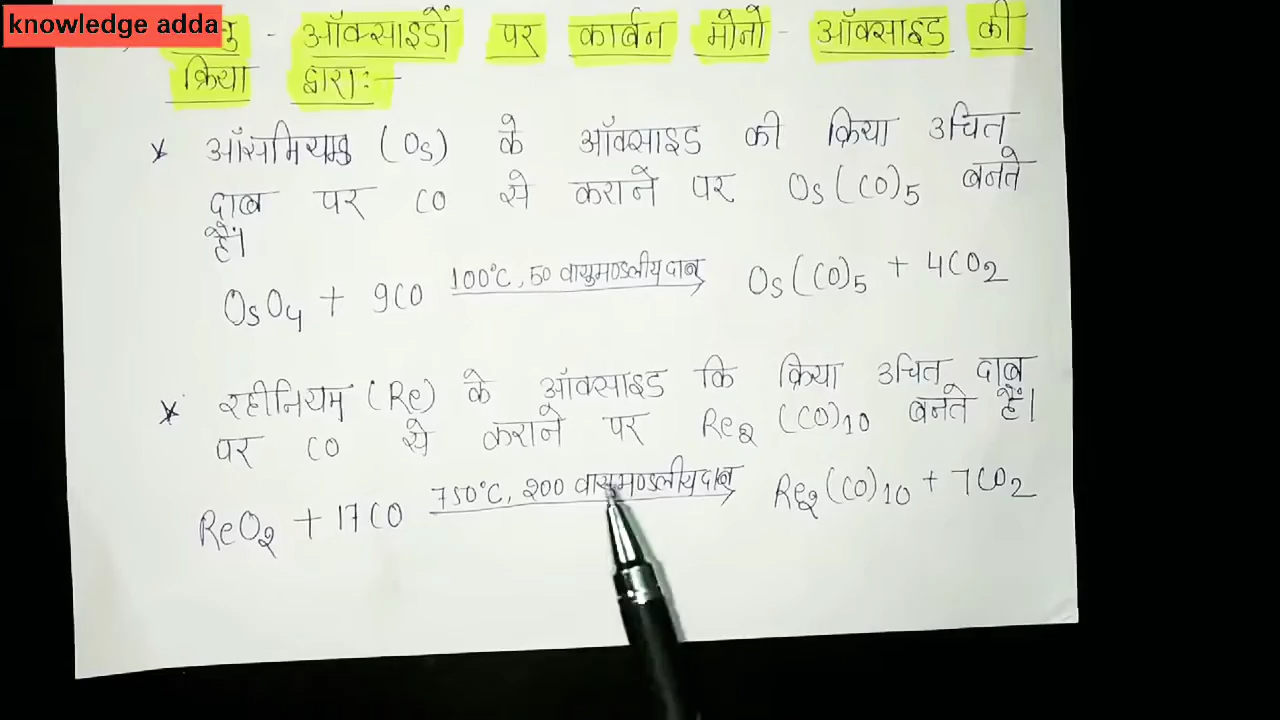 knowledge adda
- ऑक्साइडों पर कार्बन मोनो - ऑक्साइड की
क्रिया द्वारा:-
* ऑसमियम (Os) के ऑक्साइड की क्रिया उचित
दाब पर CO से कराने पर Os(CO)5 बनते
हैं।
OsO4 + 9CO 100°C, 50 वायुमण्डलीय दाब Os(CO)5 + 4CO2
* रहीनियम (Re) के ऑक्साइड कि क्रिया उचित दाब
पर CO से कराने पर Re2 (CO)10 बनते हैं।
ReO2 + 17CO 750°C, 200 वायुमण्डलीय दाब Re2(CO)10 + 7CO2